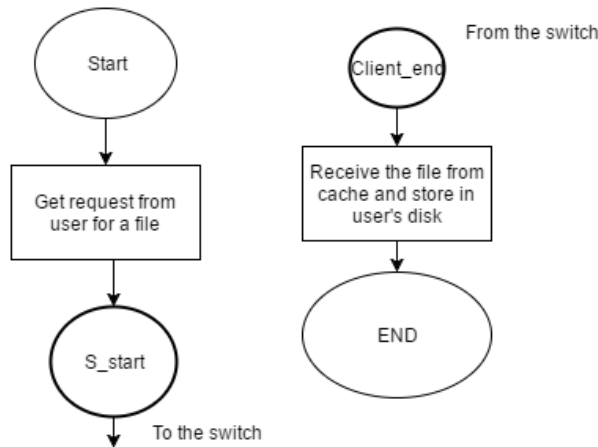 Start
Get request from
user for a file
S_start
To the switch
From the switch
Client_end
Receive the file from
cache and store in
user's disk
END